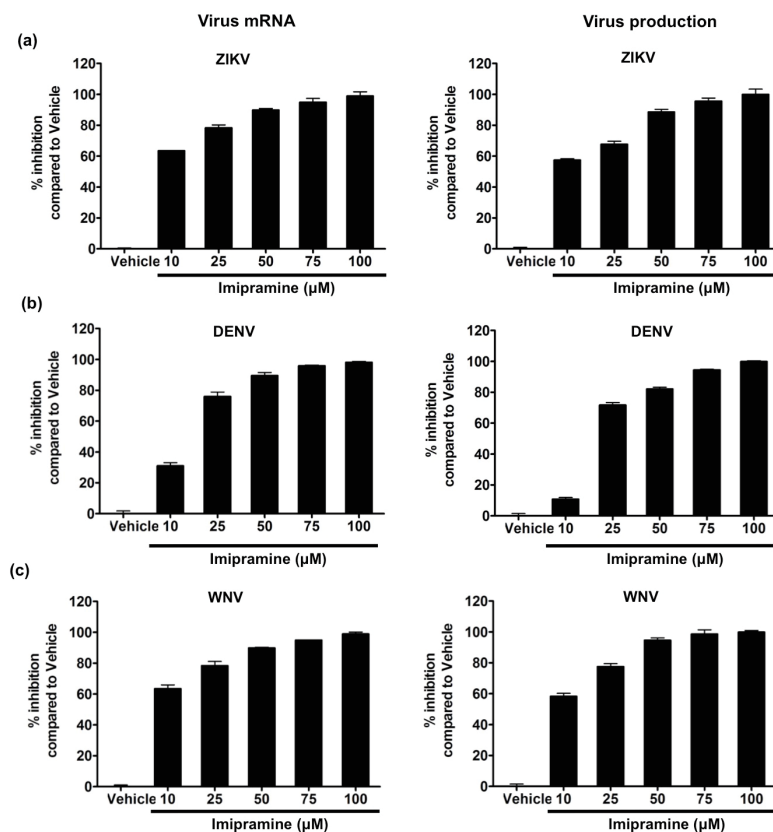 Virus mRNA
Virus production
(a)
ZIKV
% inhibition
compared to Vehicle
120
100
80
60
40
20
0
Vehicle 10 25 50 75 100
Imipramine (µM)
ZIKV
% inhibition
compared to Vehicle
120
100
80
60
40
20
0
Vehicle 10 25 50 75 100
Imipramine (µM)
(b)
DENV
% inhibition
compared to Vehicle
120
100
80
60
40
20
0
Vehicle 10 25 50 75 100
Imipramine (µM)
DENV
% inhibition
compared to Vehicle
120
100
80
60
40
20
0
Vehicle 10 25 50 75 100
Imipramine (µM)
(c)
WNV
% inhibition
compared to Vehicle
120
100
80
60
40
20
0
Vehicle 10 25 50 75 100
Imipramine (µM)
WNV
% inhibition
compared to Vehicle
120
100
80
60
40
20
0
Vehicle 10 25 50 75 100
Imipramine (µM)